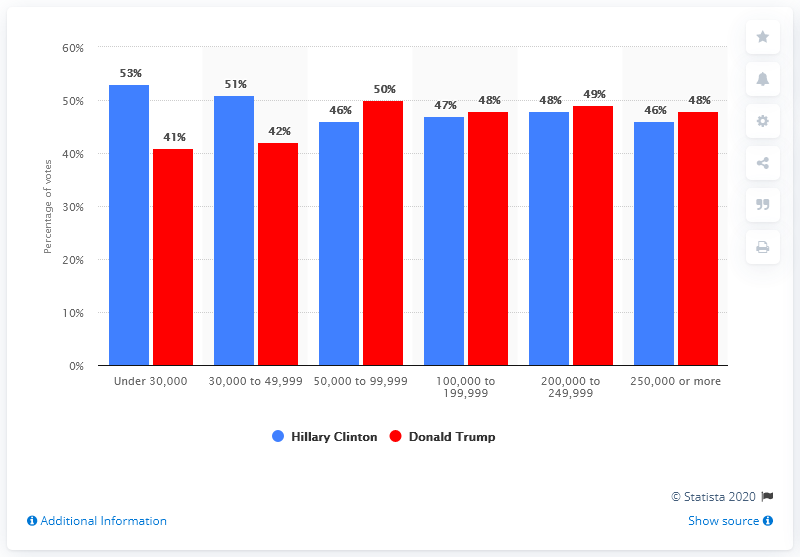 60%
53%
51%
50%
50%
49%
48%
48%
48%
47%
46%
46%
42%
41%
40%
30%
20%
10%
0%
Percentage of votes
Under 30,000
30,000 to 49,999
50,000 to 99,999
100,000 to
199,999
200,000 to
249,999
250,000 or more
Hillary Clinton
Donald Trump
© Statista 2020
Additional Information
Show source